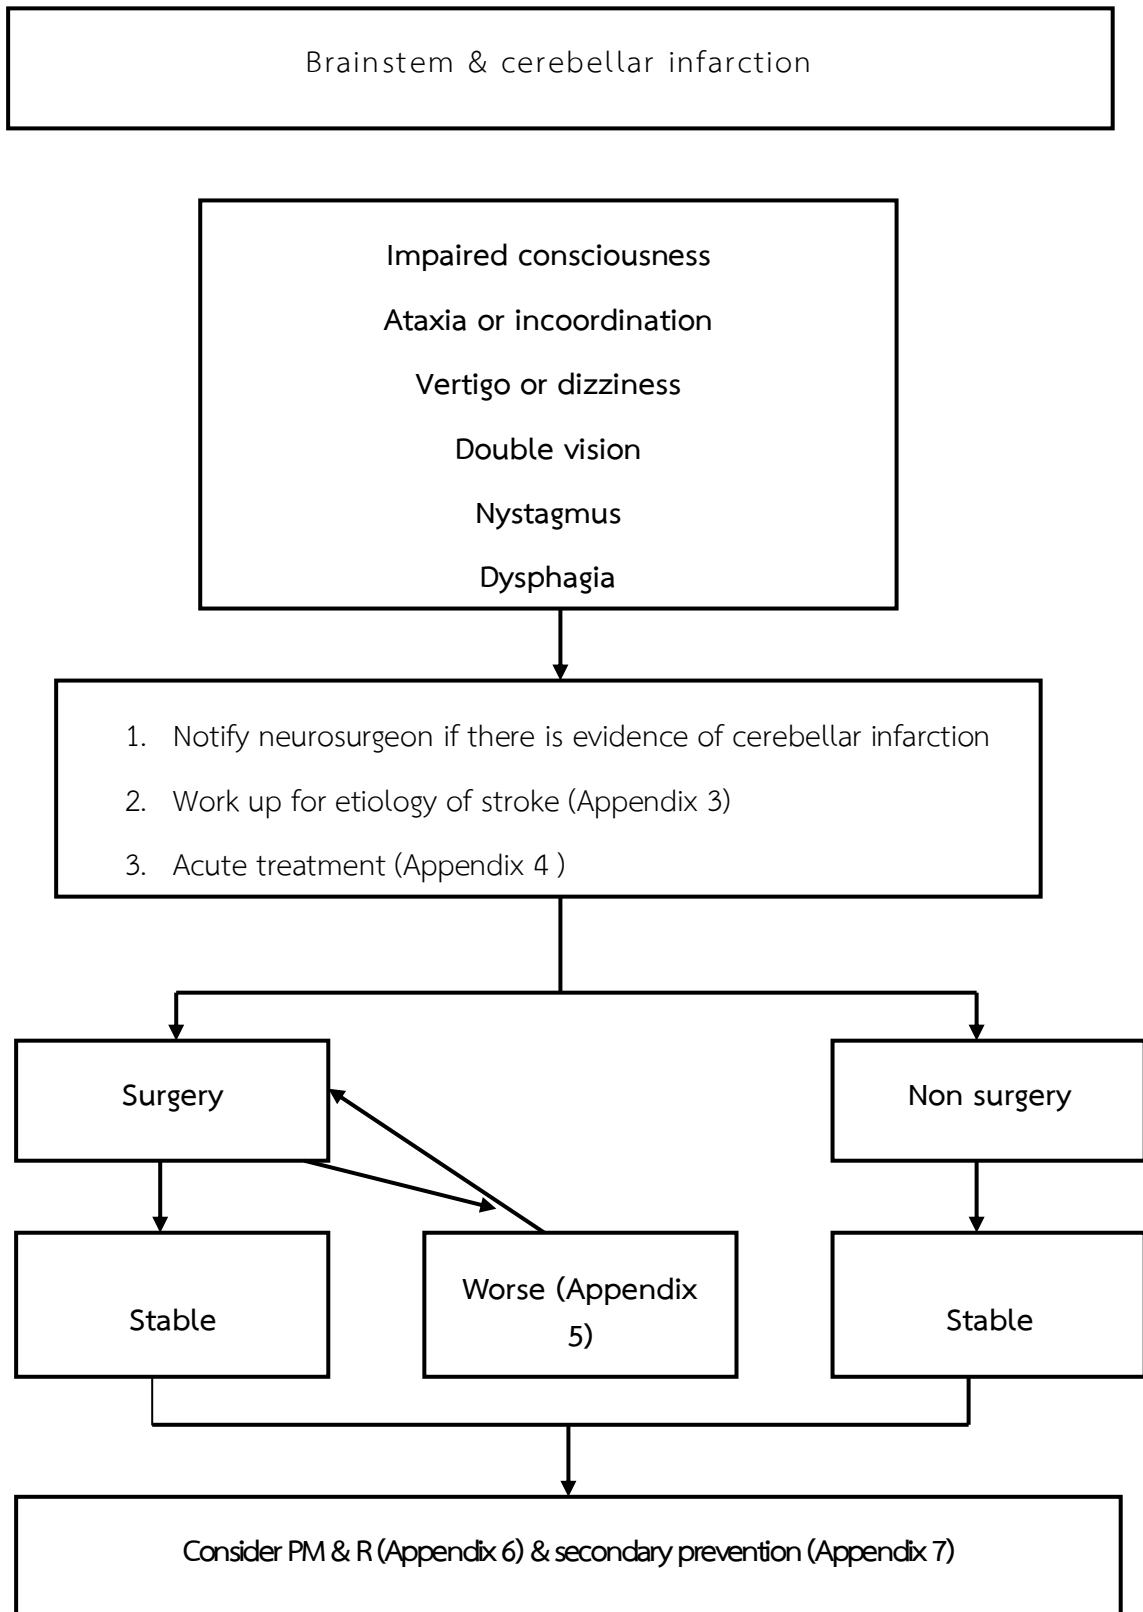 Brainstem & cerebellar infarction
Impaired consciousness
Ataxia or incoordination
Vertigo or dizziness
Double vision
Nystagmus
Dysphagia
1. Notify neurosurgeon if there is evidence of cerebellar infarction
2. Work up for etiology of stroke (Appendix 3)
3. Acute treatment (Appendix 4 )
Surgery
Non surgery
Stable
Worse (Appendix
5)
Stable
Consider PM & R (Appendix 6) & secondary prevention (Appendix 7)